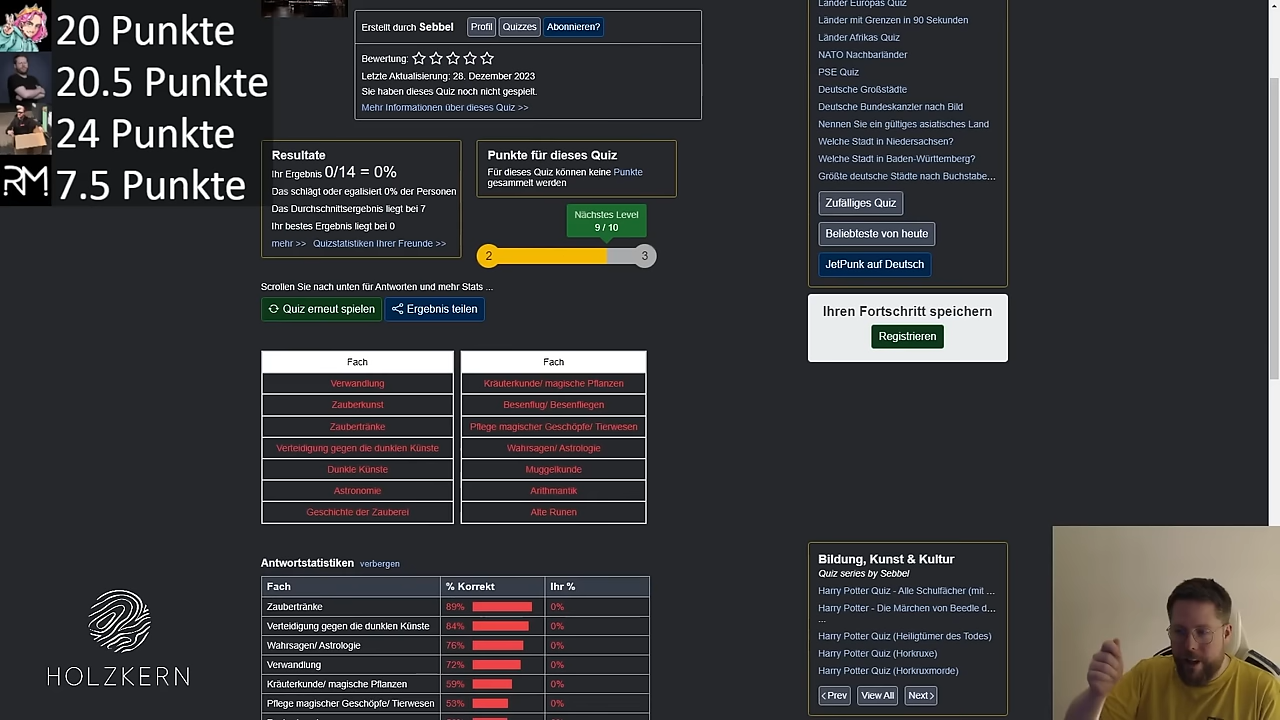 20 Punkte
20.5 Punkte
24 Punkte
RM 7.5 Punkte
Erstellt durch Sebbel Profil Quizzes Abonnieren?
Bewertung:
Letzte Aktualisierung: 28. Dezember 2023
Sie haben dieses Quiz noch nicht gespielt.
Mehr Informationen über dieses Quiz >>
Resultate
Ihr Ergebnis 0/14 = 0%
Das schlägt oder egalisiert 0% der Personen
Das Durchschnittsergebnis liegt bei 7
Ihr bestes Ergebnis liegt bei 0
mehr >> Quizstatistiken Ihrer Freunde >>
Punkte für dieses Quiz
Für dieses Quiz können keine Punkte
gesammelt werden
Nächstes Level
9 / 10
2 3
Scrollen Sie nach unten für Antworten und mehr Stats ...
Quiz erneut spielen Ergebnis teilen
Fach Fach
Verwandlung Kräuterkunde/ magische Pflanzen
Zauberkunst Besenflug/ Besenfliegen
Zaubertränke Pflege magischer Geschöpfe/ Tierwesen
Verteidigung gegen die dunklen Künste Wahrsagen/ Astrologie
Dunkle Künste Muggelkunde
Astronomie Arithmantik
Geschichte der Zauberei Alte Runen
Antwortstatistiken verbergen
Fach % Korrekt Ihr %
Zaubertränke 89% 0%
Verteidigung gegen die dunklen Künste 84% 0%
Wahrsagen/ Astrologie 76% 0%
Verwandlung 72% 0%
Kräuterkunde/ magische Pflanzen 59% 0%
Pflege magischer Geschöpfe/ Tierwesen 53% 0%
Länder Europas Quiz
Länder mit Grenzen in 90 Sekunden
Länder Afrikas Quiz
NATO Nachbarländer
PSE Quiz
Deutsche Großstädte
Deutsche Bundeskanzler nach Bild
Nennen Sie ein gültiges asiatisches Land
Welche Stadt in Niedersachsen?
Welche Stadt in Baden-Württemberg?
Größte deutsche Städte nach Buchstabe...
Zufälliges Quiz
Beliebteste von heute
JetPunk auf Deutsch
Ihren Fortschritt speichern
Registrieren
Bildung, Kunst & Kultur
Quiz series by Sebbel
Harry Potter Quiz - Alle Schulfächer (mit ...
Harry Potter - Die Märchen von Beedle d...
...
Harry Potter Quiz (Heiligtümer des Todes)
Harry Potter Quiz (Horkruxe)
Harry Potter Quiz (Horkruxmorde)
‹Prev View All Next›
HOLZKERN